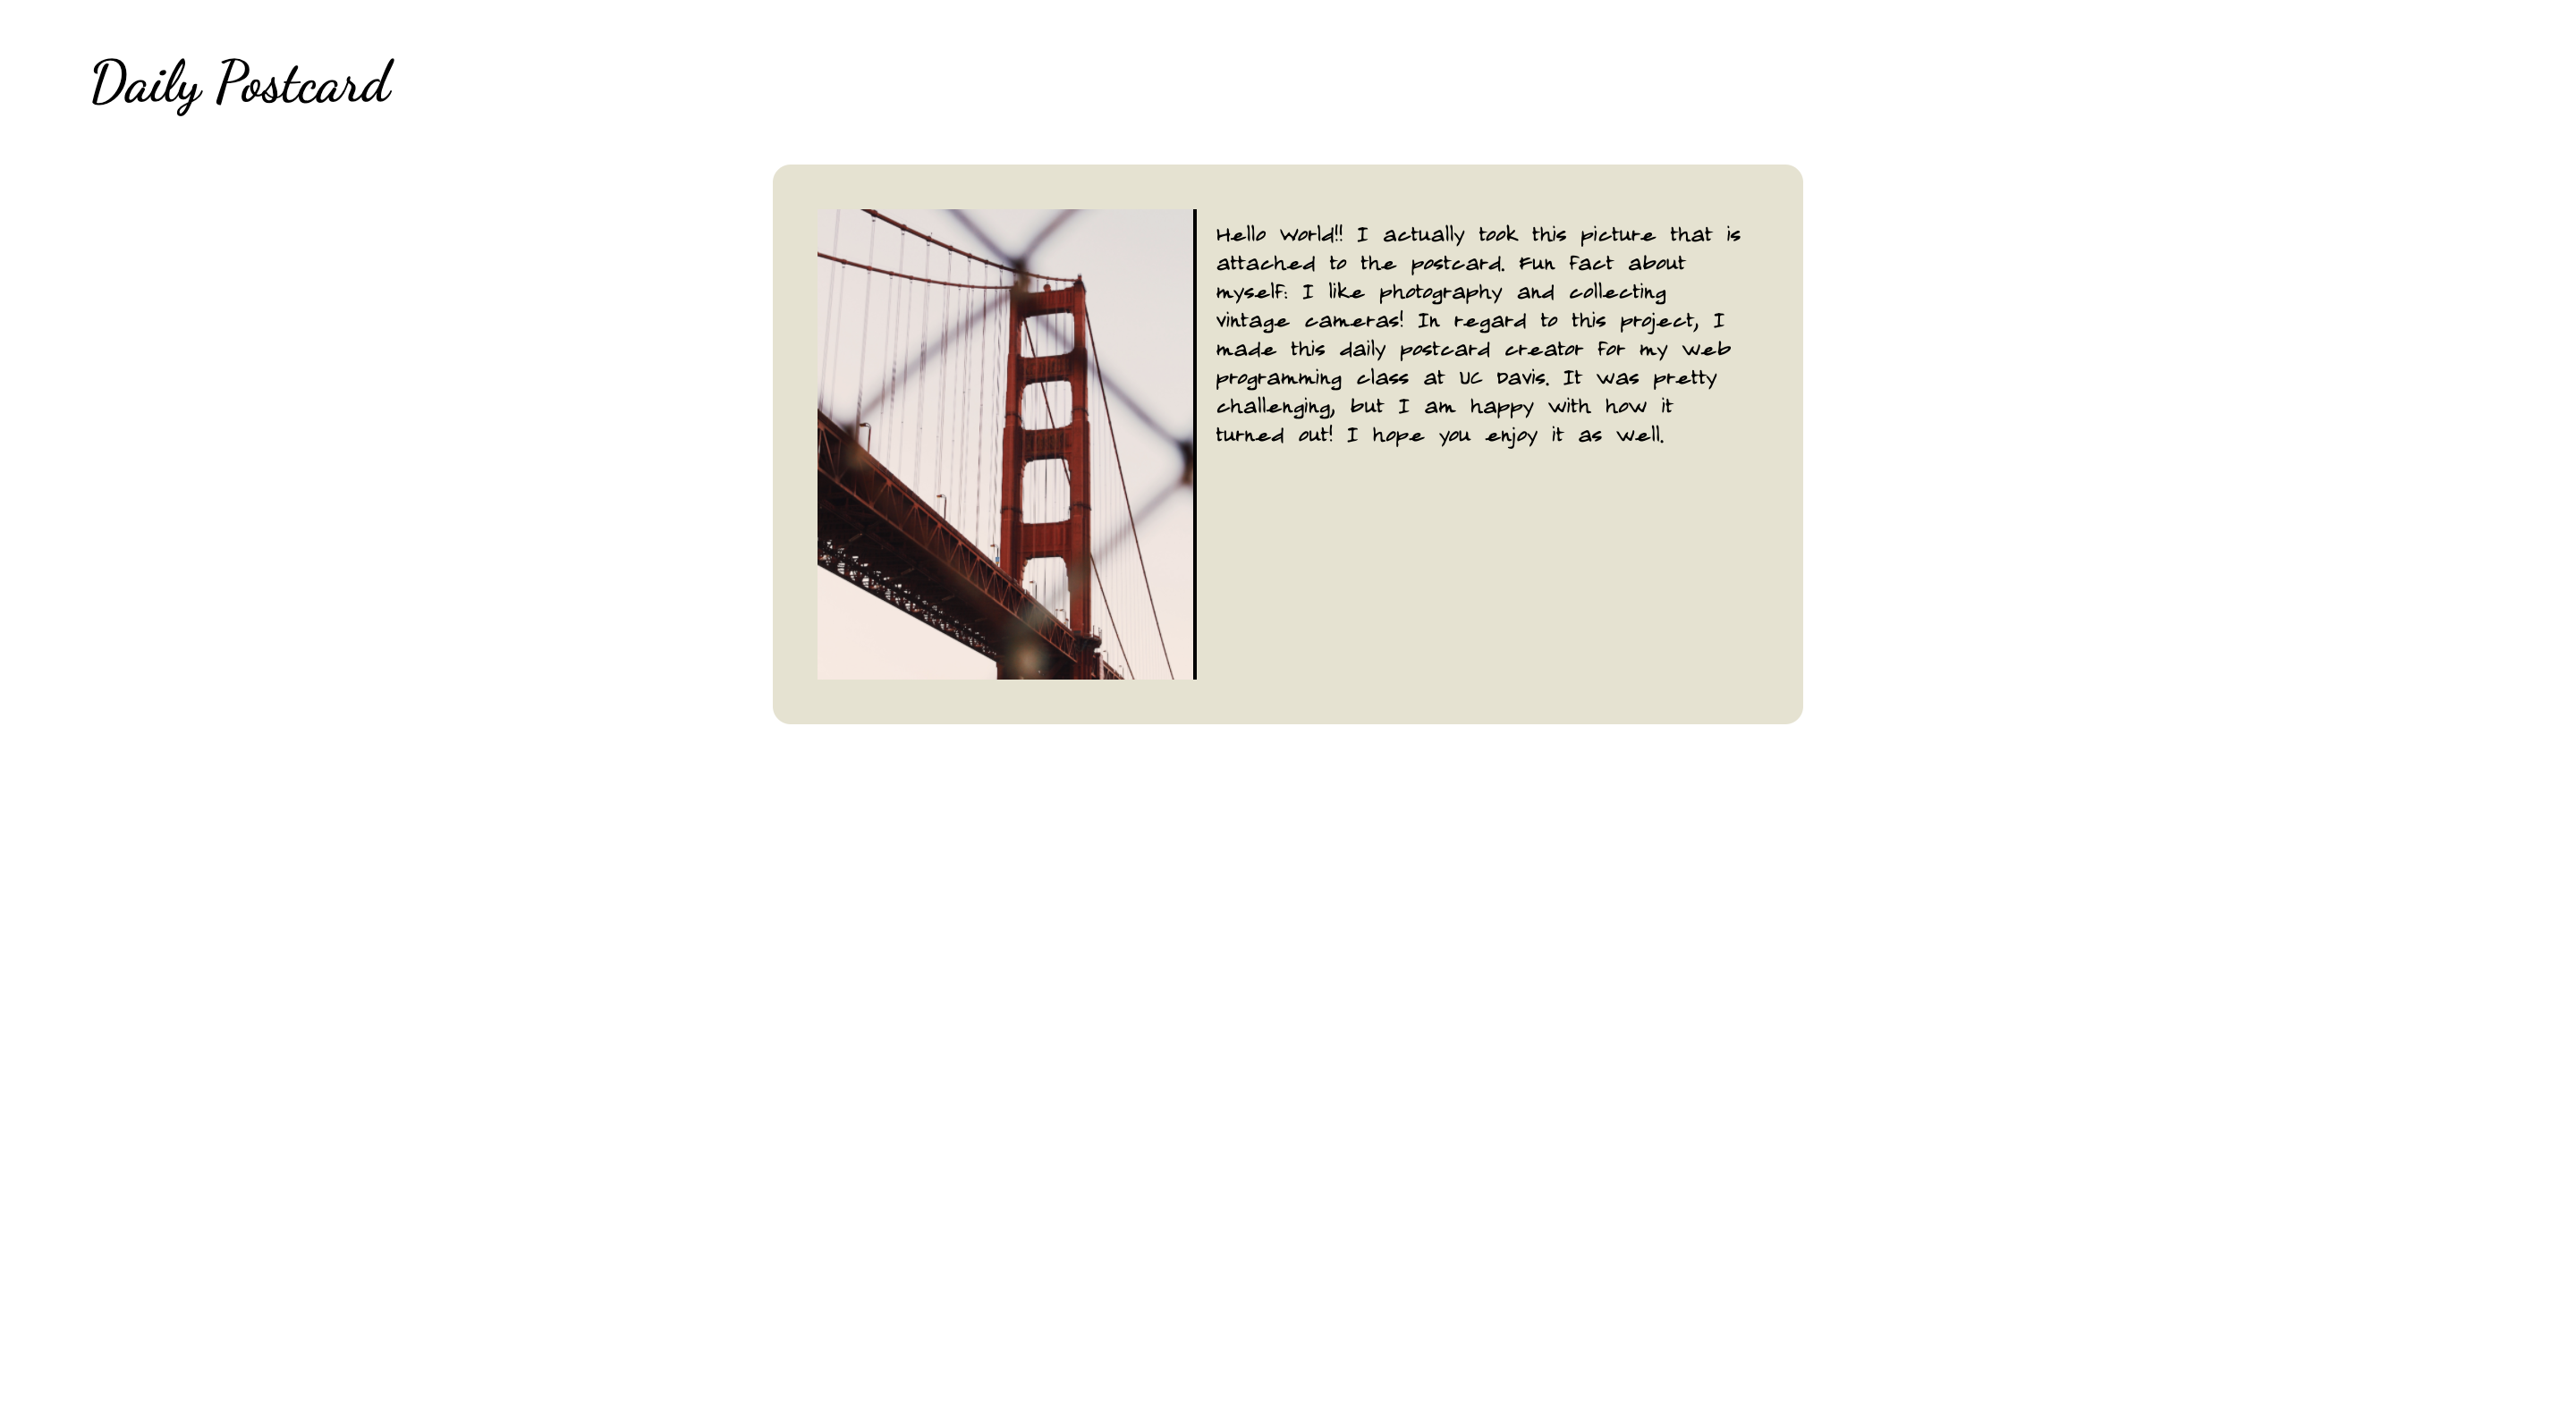 Daily Postcard
Hello World!! I actually took this picture that is
attached to the postcard. Fun fact about
myself: I like photography and collecting
vintage cameras! In regard to this project, I
made this daily postcard creator for my web
programming class at UC Davis. It was pretty
challenging, but I am happy with how it
turned out! I hope you enjoy it as well.